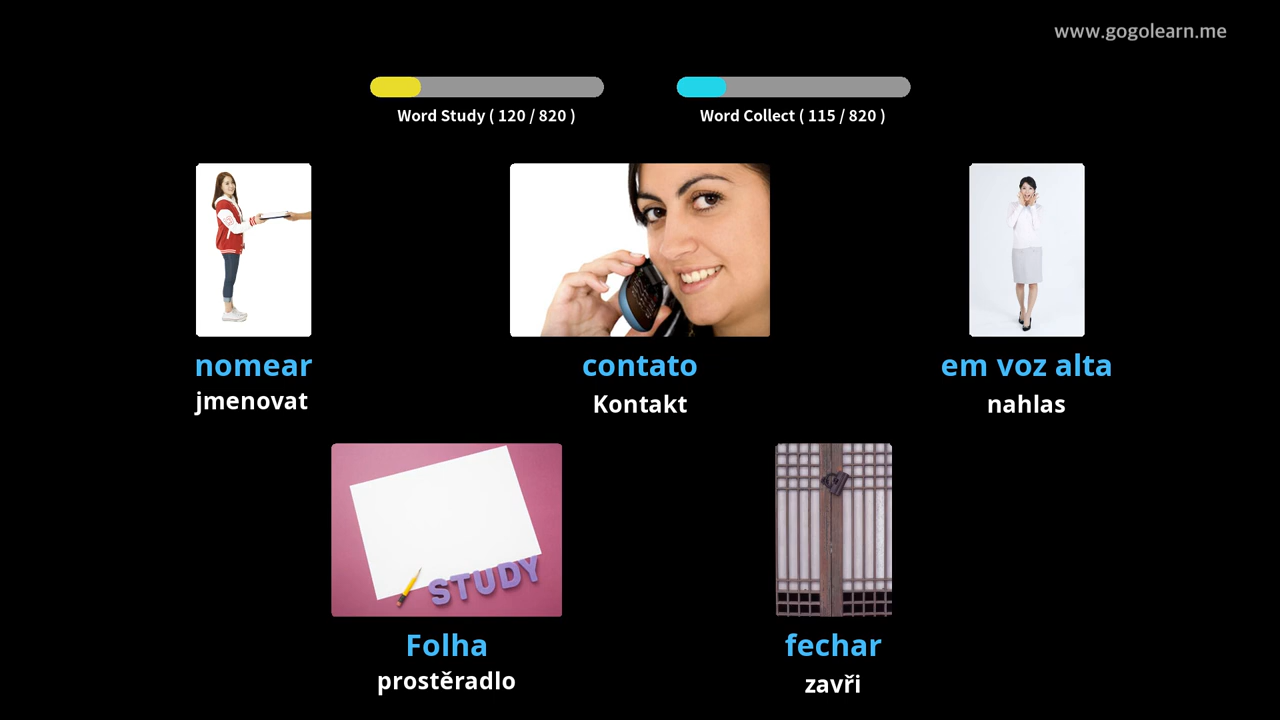 www.gogolearn.me
Word Study ( 120 / 820 )
Word Collect ( 115 / 820 )
nomear
jmenovat
contato
Kontakt
em voz alta
nahlas
STUDY
Folha
prostěradlo
fechar
zavři